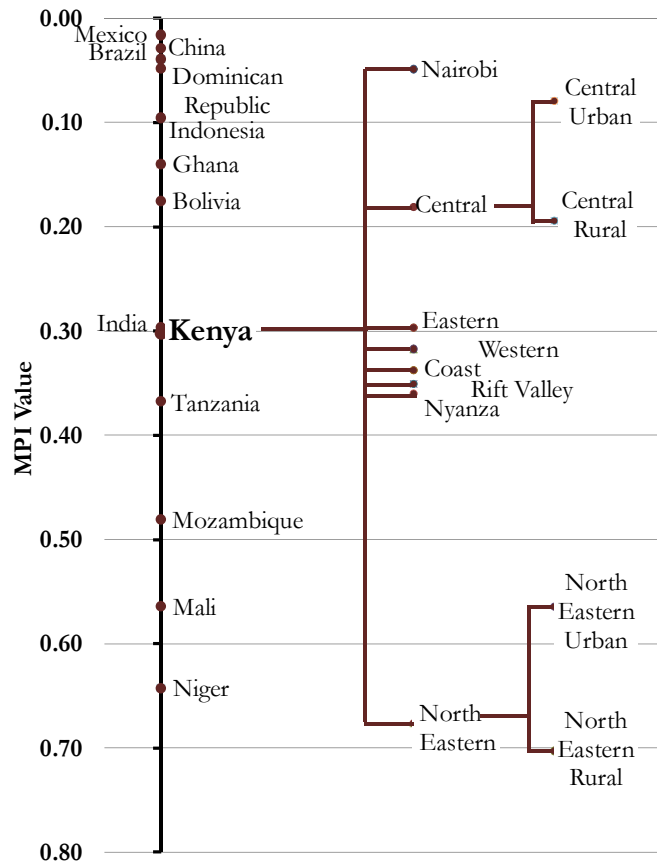 0.00
Mexico
Brazil
China
Dominican
Republic
0.10
Indonesia
Ghana
Bolivia
0.20
India
0.30
Kenya
Tanzania
0.40
Mozambique
0.50
Mali
0.60
Niger
0.70
0.80
MPI Value
Nairobi
Central
Eastern
Western
Coast
Rift Valley
Nyanza
North
Eastern
Central
Urban
Central
Rural
North
Eastern
Urban
North
Eastern
Rural